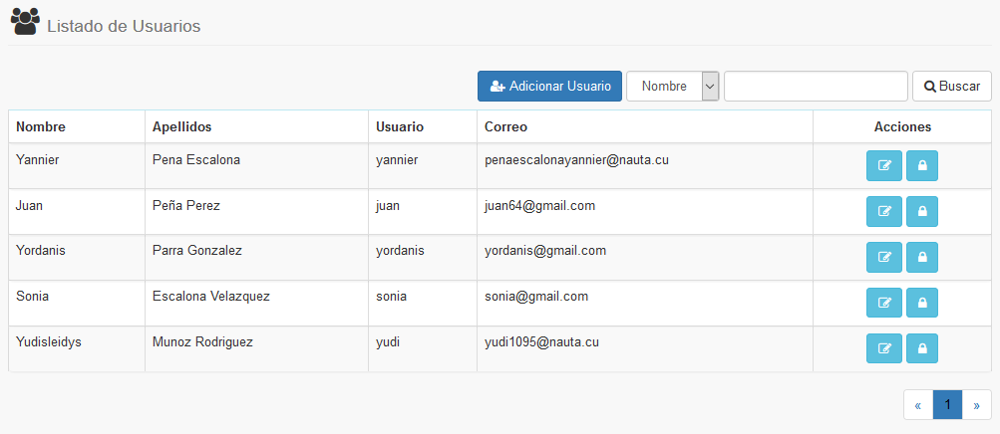 Listado de Usuarios
Adicionar Usuario Nombre Buscar
Nombre Apellidos Usuario Correo Acciones
Yannier Pena Escalona yannier penaescalonayannier@nauta.cu
Juan Peña Perez juan juan64@gmail.com
Yordanis Parra Gonzalez yordanis yordanis@gmail.com
Sonia Escalona Velazquez sonia sonia@gmail.com
Yudisleidys Munoz Rodriguez yudi yudi1095@nauta.cu
« 1 »